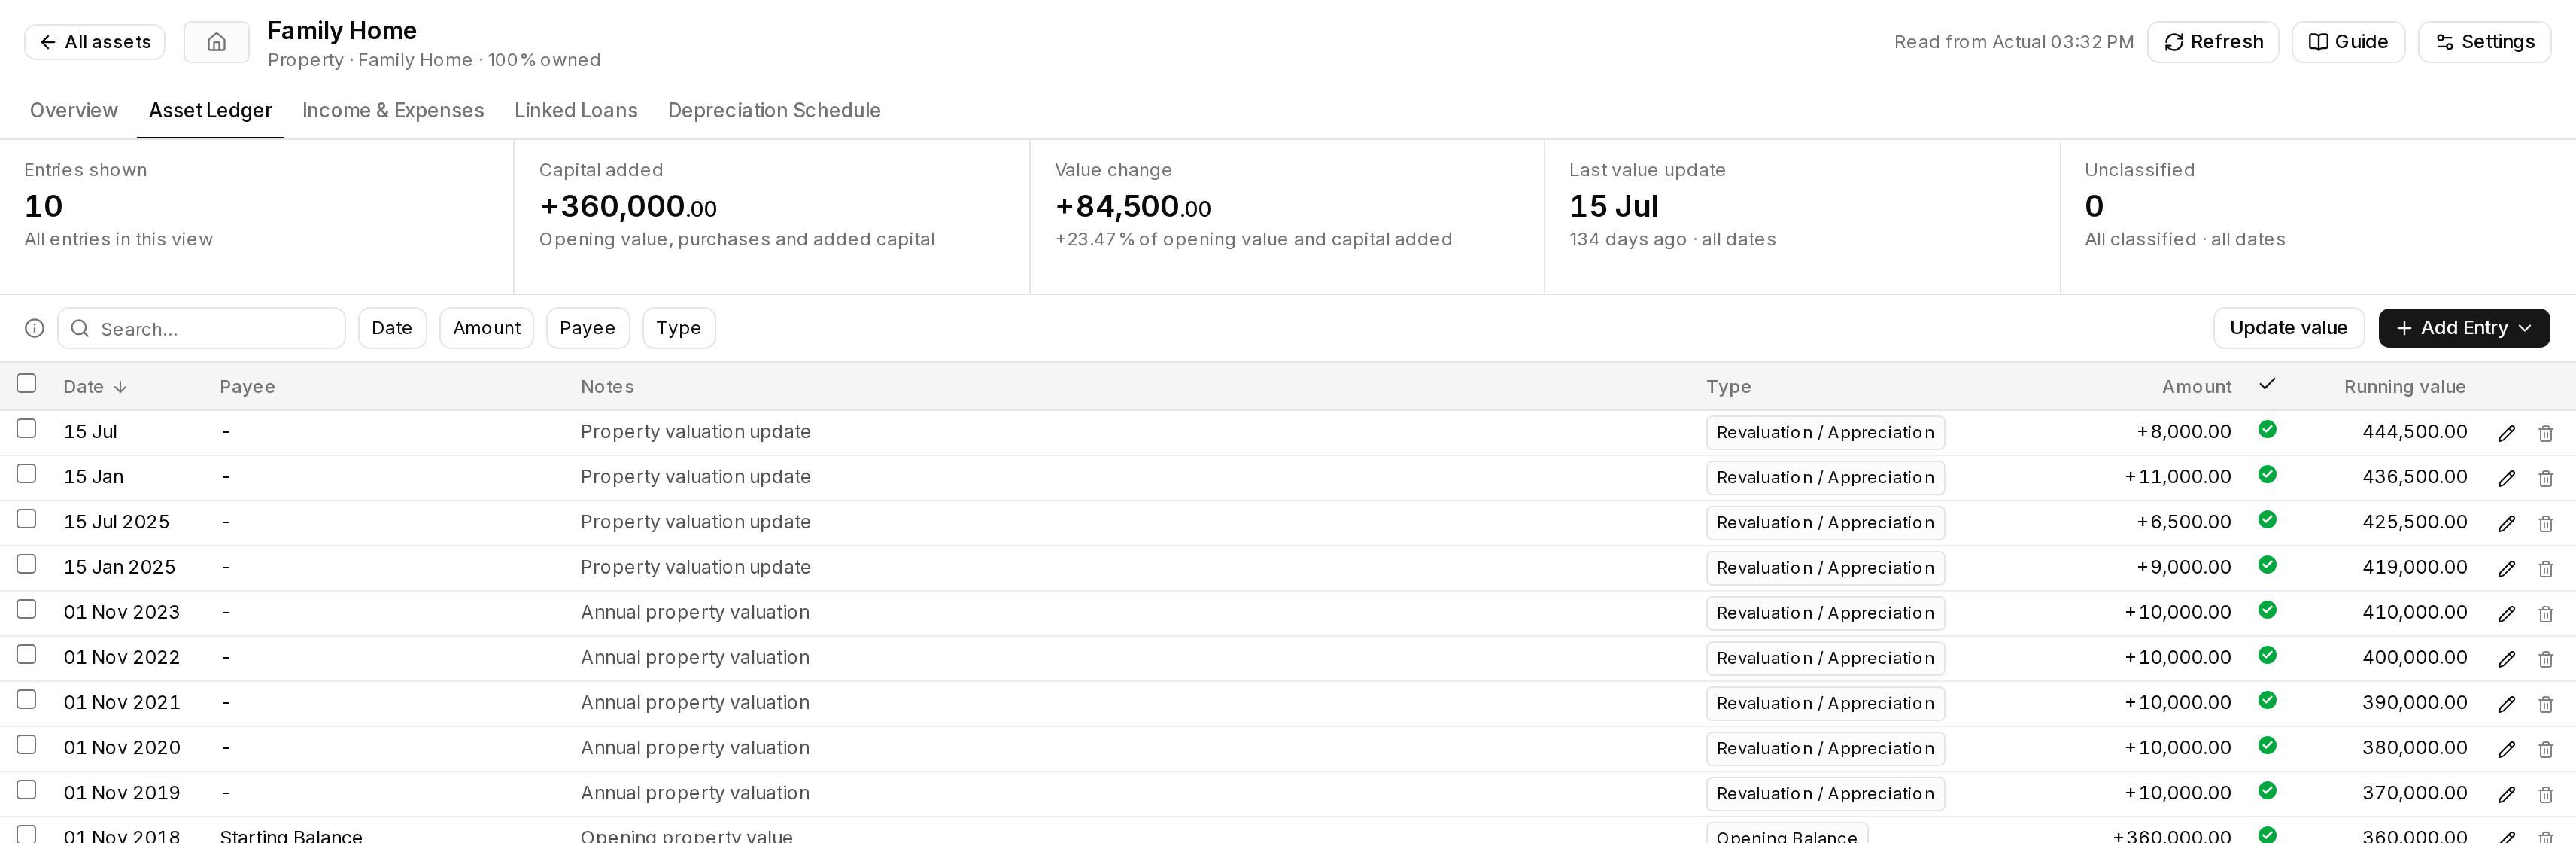 All assets
Family Home
Property · Family Home · 100% owned
Read from Actual 03:32 PM
Refresh
Guide
Settings
Overview
Asset Ledger
Income & Expenses
Linked Loans
Depreciation Schedule
Entries shown
10
All entries in this view
Capital added
+360,000.00
Opening value, purchases and added capital
Value change
+84,500.00
+23.47% of opening value and capital added
Last value update
15 Jul
134 days ago · all dates
Unclassified
0
All classified · all dates
Search...
Date
Amount
Payee
Type
Update value
Add Entry
Date Payee Notes Type Amount Running value
15 Jul - Property valuation update Revaluation / Appreciation +8,000.00 444,500.00
15 Jan - Property valuation update Revaluation / Appreciation +11,000.00 436,500.00
15 Jul 2025 - Property valuation update Revaluation / Appreciation +6,500.00 425,500.00
15 Jan 2025 - Property valuation update Revaluation / Appreciation +9,000.00 419,000.00
01 Nov 2023 - Annual property valuation Revaluation / Appreciation +10,000.00 410,000.00
01 Nov 2022 - Annual property valuation Revaluation / Appreciation +10,000.00 400,000.00
01 Nov 2021 - Annual property valuation Revaluation / Appreciation +10,000.00 390,000.00
01 Nov 2020 - Annual property valuation Revaluation / Appreciation +10,000.00 380,000.00
01 Nov 2019 - Annual property valuation Revaluation / Appreciation +10,000.00 370,000.00
01 Nov 2018 Starting Balance Opening property value Opening Balance +360,000.00 360,000.00